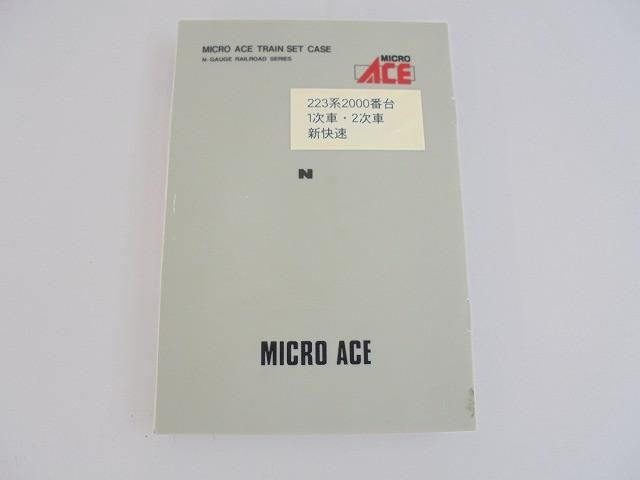 MICRO ACE TRAIN SET CASE
N-GAUGE RAILROAD SERIES
MICRO
ACE
223系2000番台
1次車・2次車
新快速
N
MICRO ACE